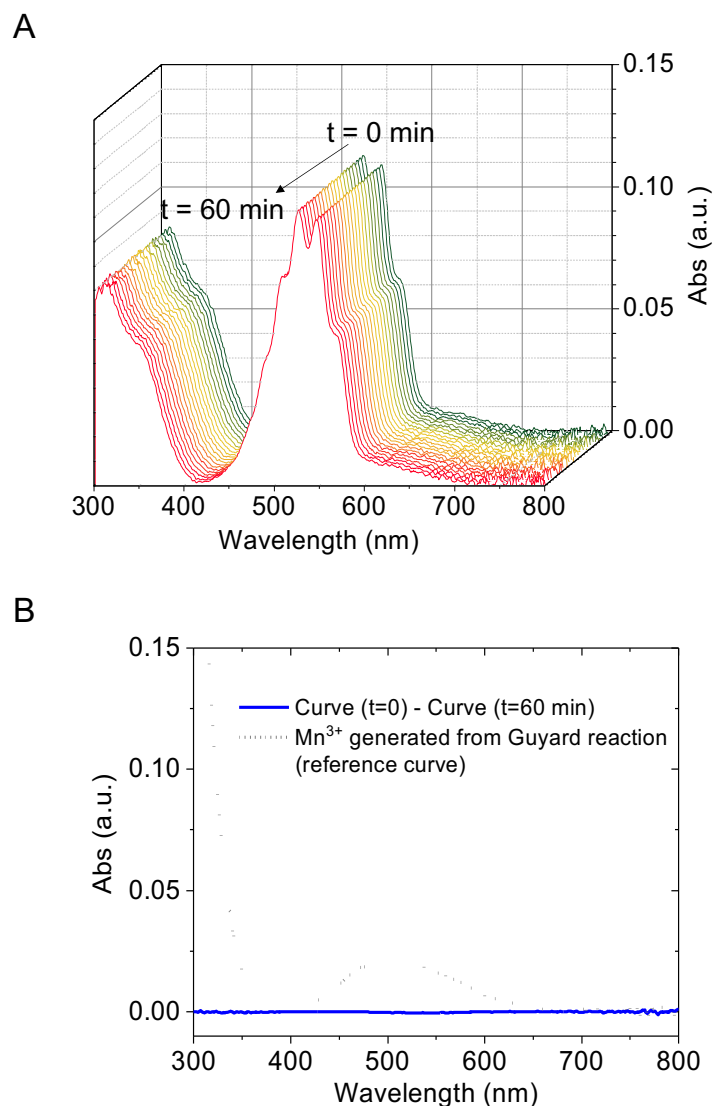 A
0.15
t = 0 min
0.10
t = 60 min
Abs (a.u.)
0.05
0.00
300 400 500 600 700 800
Wavelength (nm)
B
0.15
Curve (t=0) - Curve (t=60 min)
Mn³⁺ generated from Guyard reaction
(reference curve)
0.10
Abs (a.u.)
0.05
0.00
300 400 500 600 700 800
Wavelength (nm)